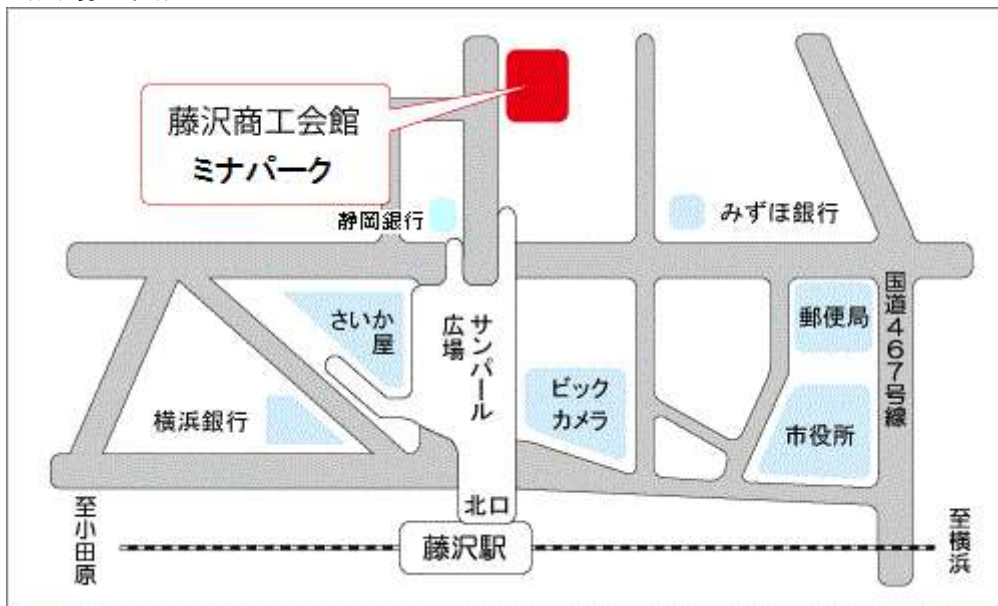 藤沢商工会館
ミナパーク
静岡銀行
みずほ銀行
さいか
屋
サンパール
広場
郵便局
国道467号線
ビック
カメラ
横浜銀行
市役所
北口
至小田原
藤沢駅
至横浜